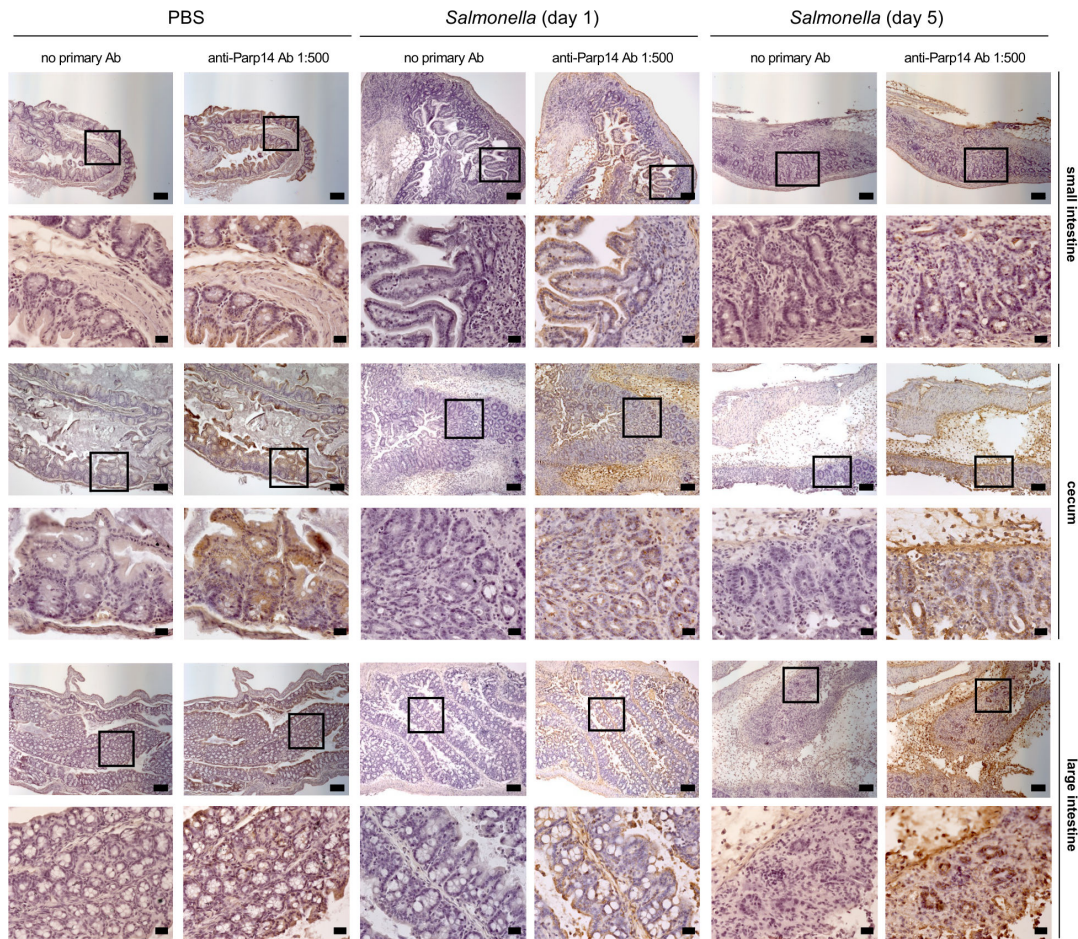 PBS
Salmonella (day 1)
Salmonella (day 5)
no primary Ab
anti-Parp14 Ab 1:500
no primary Ab
anti-Parp14 Ab 1:500
no primary Ab
anti-Parp14 Ab 1:500
small intestine
cecum
large intestine